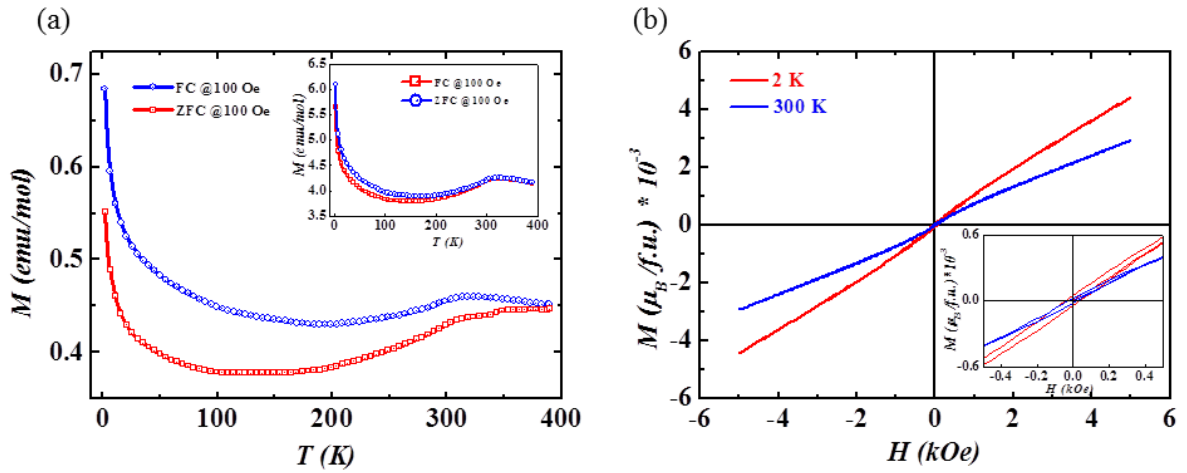 (a)
0.7
0.6
0.5
0.4
M (emu/mol)
FC @100 Oe
ZFC @100 Oe
6.5
6.0
5.5
5.0
4.5
4.0
3.5
M (emu/mol)
FC @100 Oe
ZFC @100 Oe
0 100 200 300 400
T (K)
0 100 200 300 400
T (K)
(b)
6
4
2
0
-2
-4
-6
M (μB/f.u.) * 10-3
2 K
300 K
0.6
0.0
-0.6
M (μB/f.u.)*10-3
-0.4 -0.2 0.0 0.2 0.4
H (kOe)
-6 -4 -2 0 2 4 6
H (kOe)